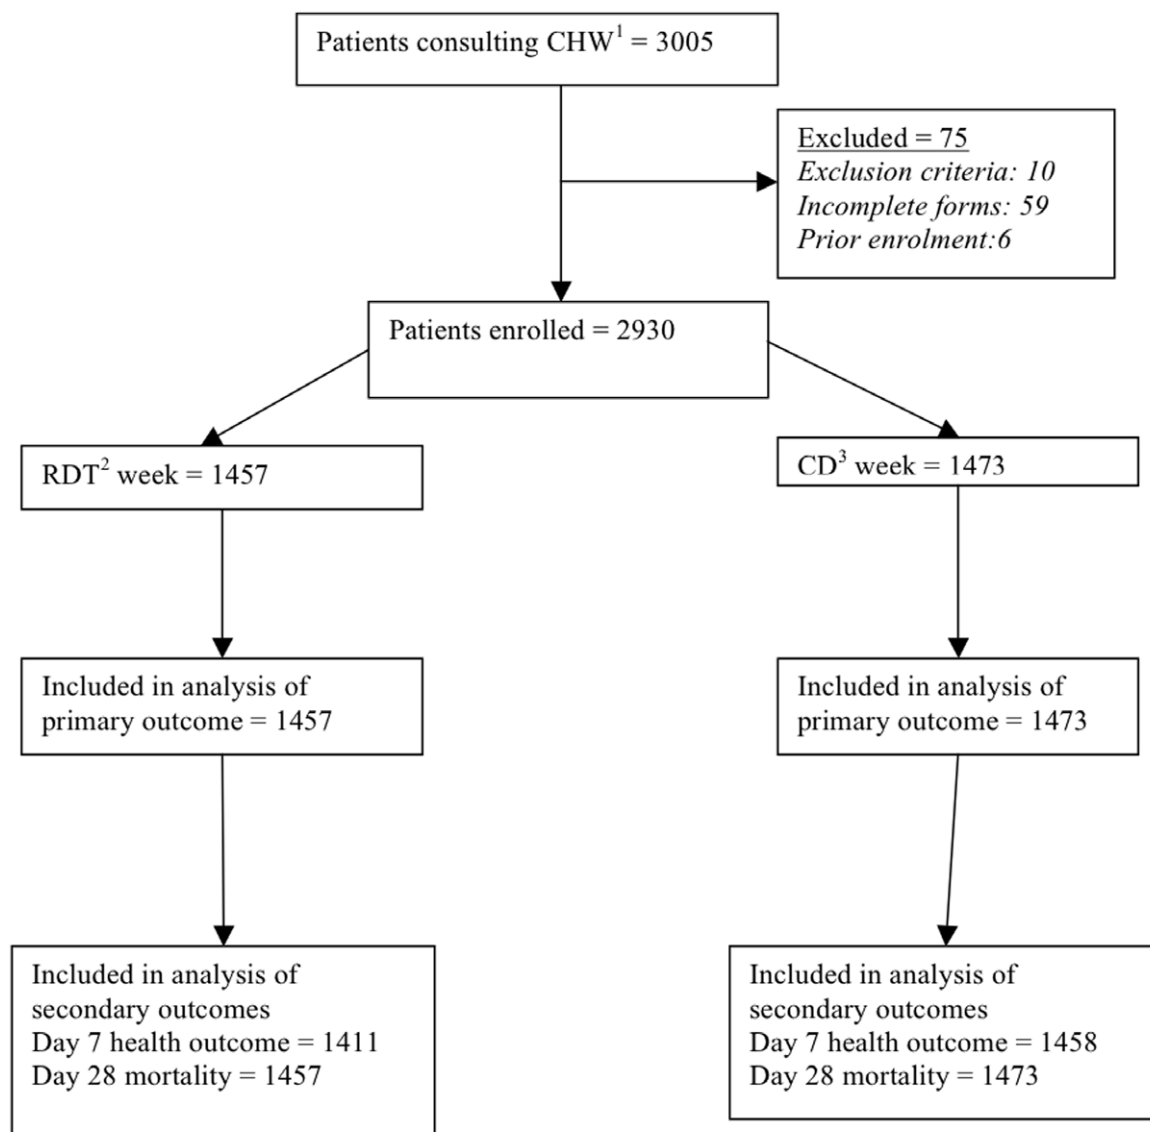 Patients consulting CHW¹ = 3005
Excluded = 75
Exclusion criteria: 10
Incomplete forms: 59
Prior enrolment:6
Patients enrolled = 2930
RDT² week = 1457
CD³ week = 1473
Included in analysis of
primary outcome = 1457
Included in analysis of
primary outcome = 1473
Included in analysis of
secondary outcomes
Day 7 health outcome = 1411
Day 28 mortality = 1457
Included in analysis of
secondary outcomes
Day 7 health outcome = 1458
Day 28 mortality = 1473